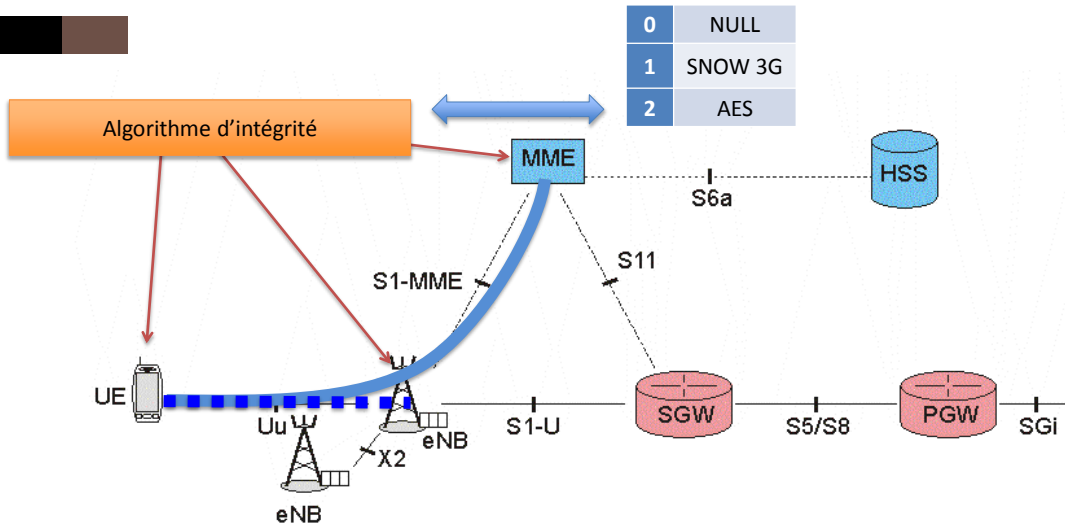 0 NULL
1 SNOW 3G
2 AES
Algorithme d'intégrité
MME
HSS
S6a
S1-MME
S11
UE
Uu
eNB
S1-U
SGW
S5/S8
PGW
SGi
X2
eNB